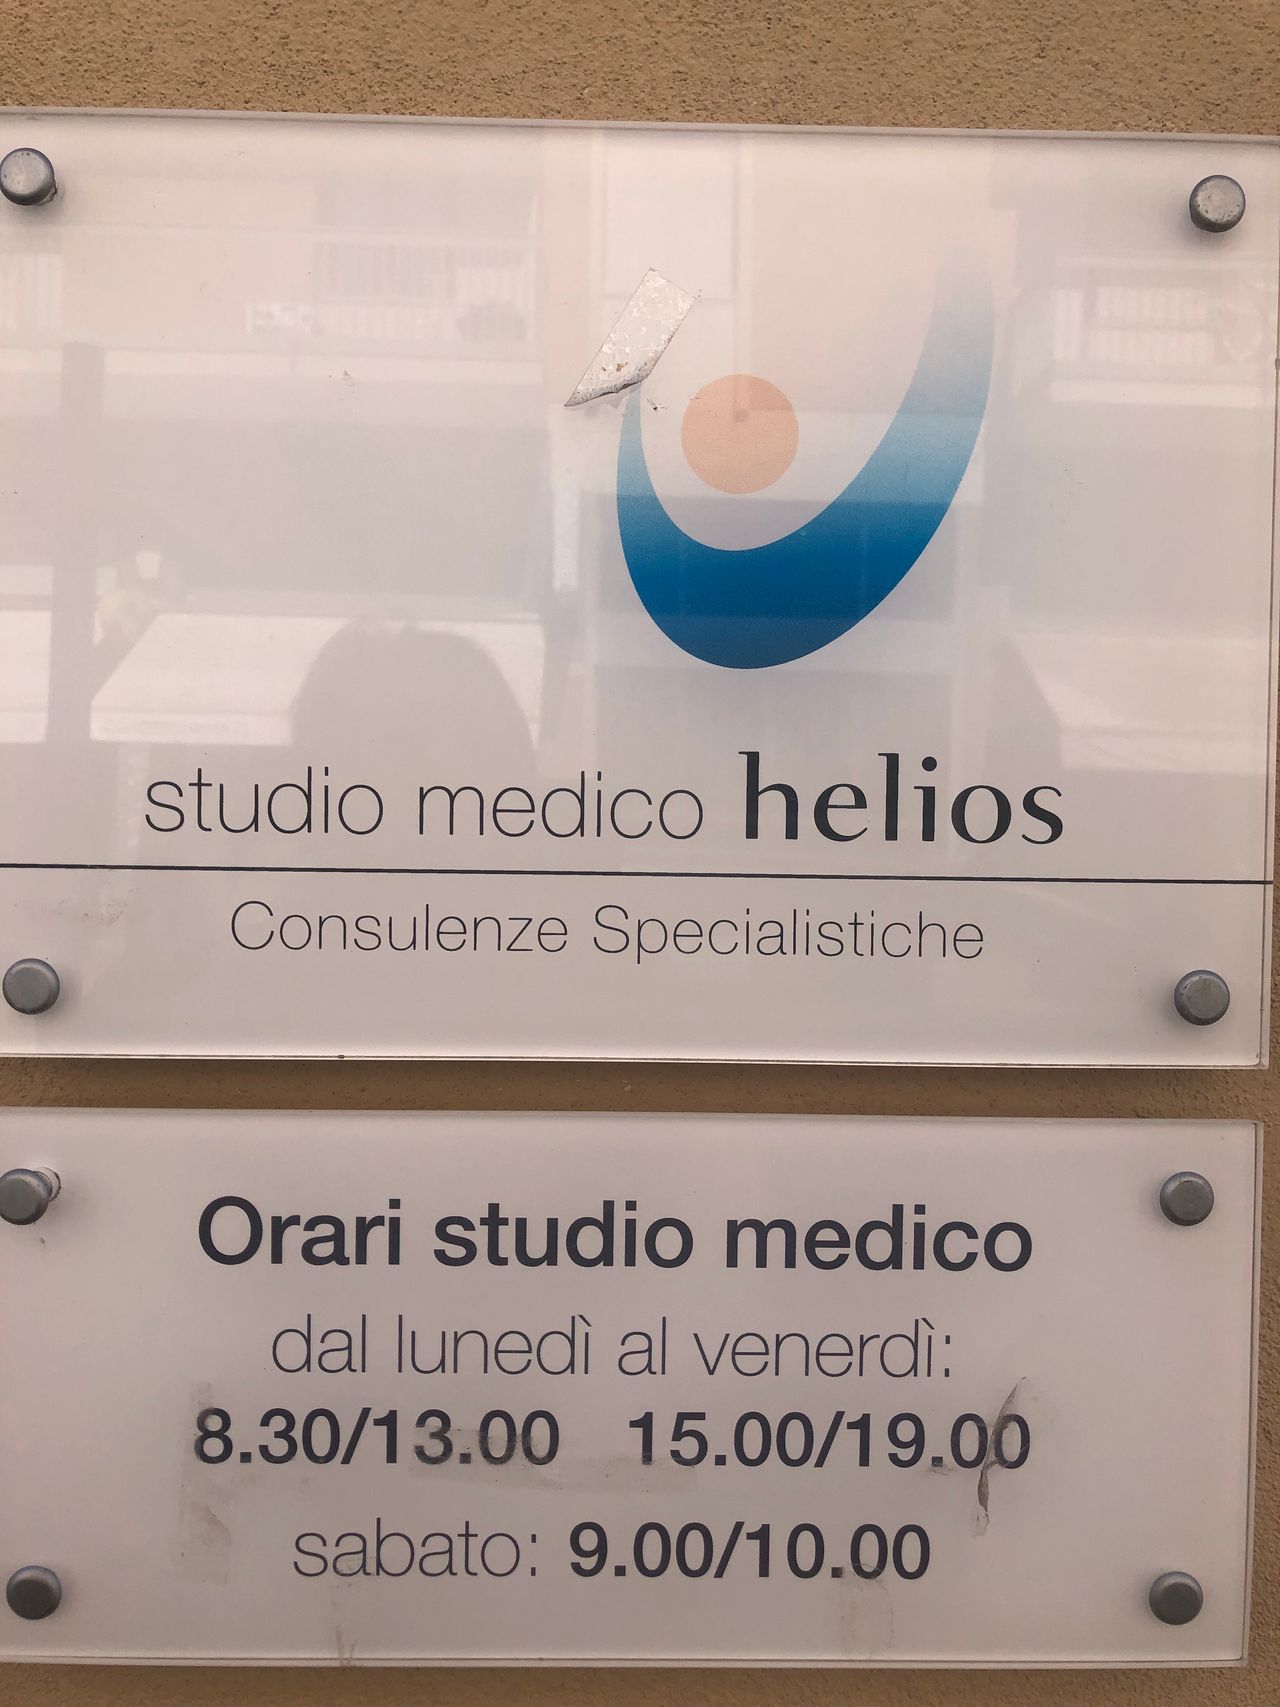 studio medico helios
Consulenze Specialistiche
Orari studio medico
dal lunedì al venerdì:
8.30/13.00 15.00/19.00
sabato: 9.00/10.00